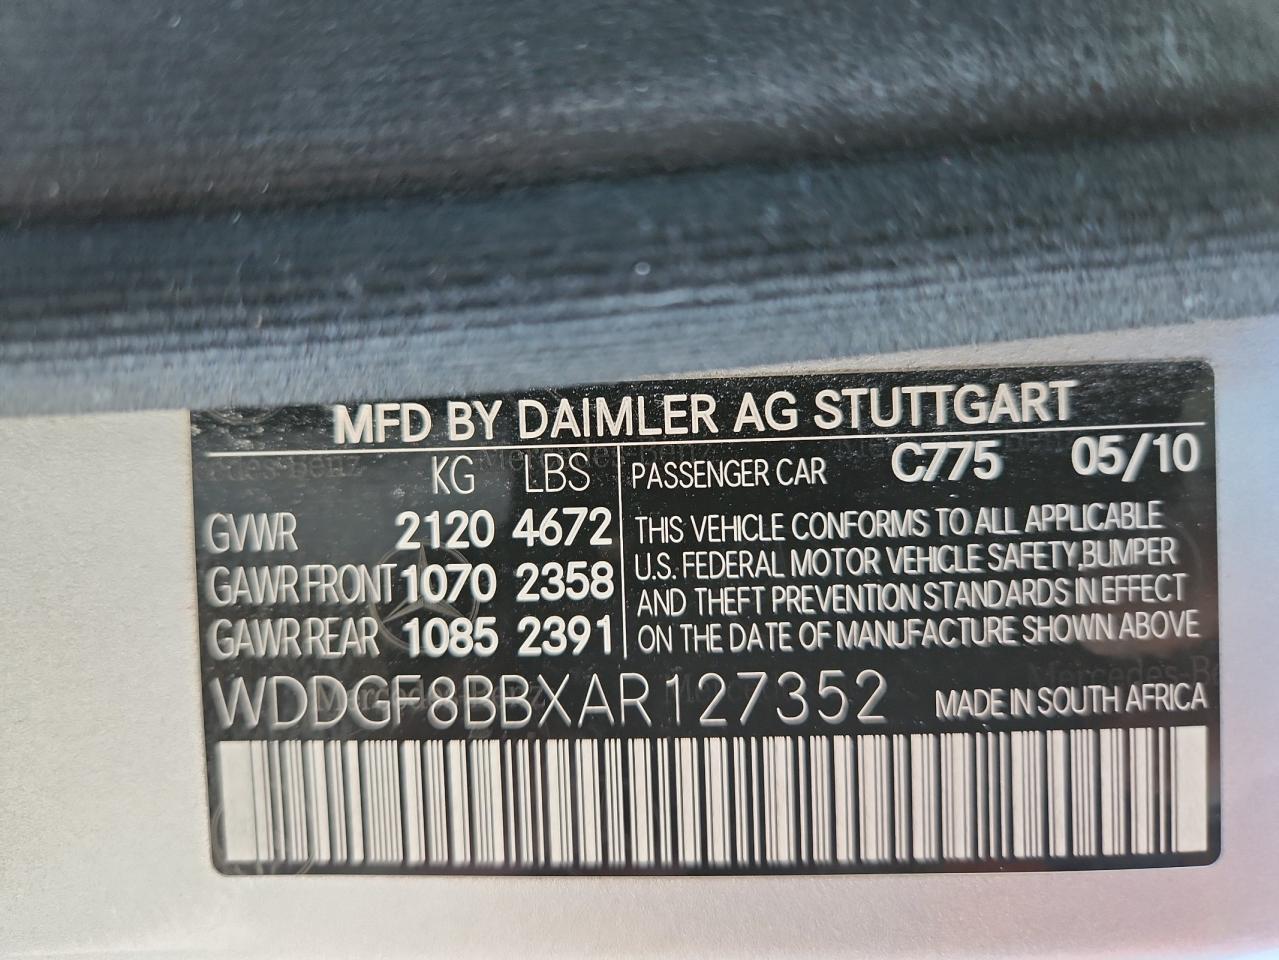 MFD BY DAIMLER AG STUTTGART
KG LBS
GVWR 2120 4672
GAWR FRONT 1070 2358
GAWR REAR 1085 2391
PASSENGER CAR C775 05/10
THIS VEHICLE CONFORMS TO ALL APPLICABLE
U.S. FEDERAL MOTOR VEHICLE SAFETY,BUMPER
AND THEFT PREVENTION STANDARDS IN EFFECT
ON THE DATE OF MANUFACTURE SHOWN ABOVE
WDDGF8BBXAR127352 MADE IN SOUTH AFRICA